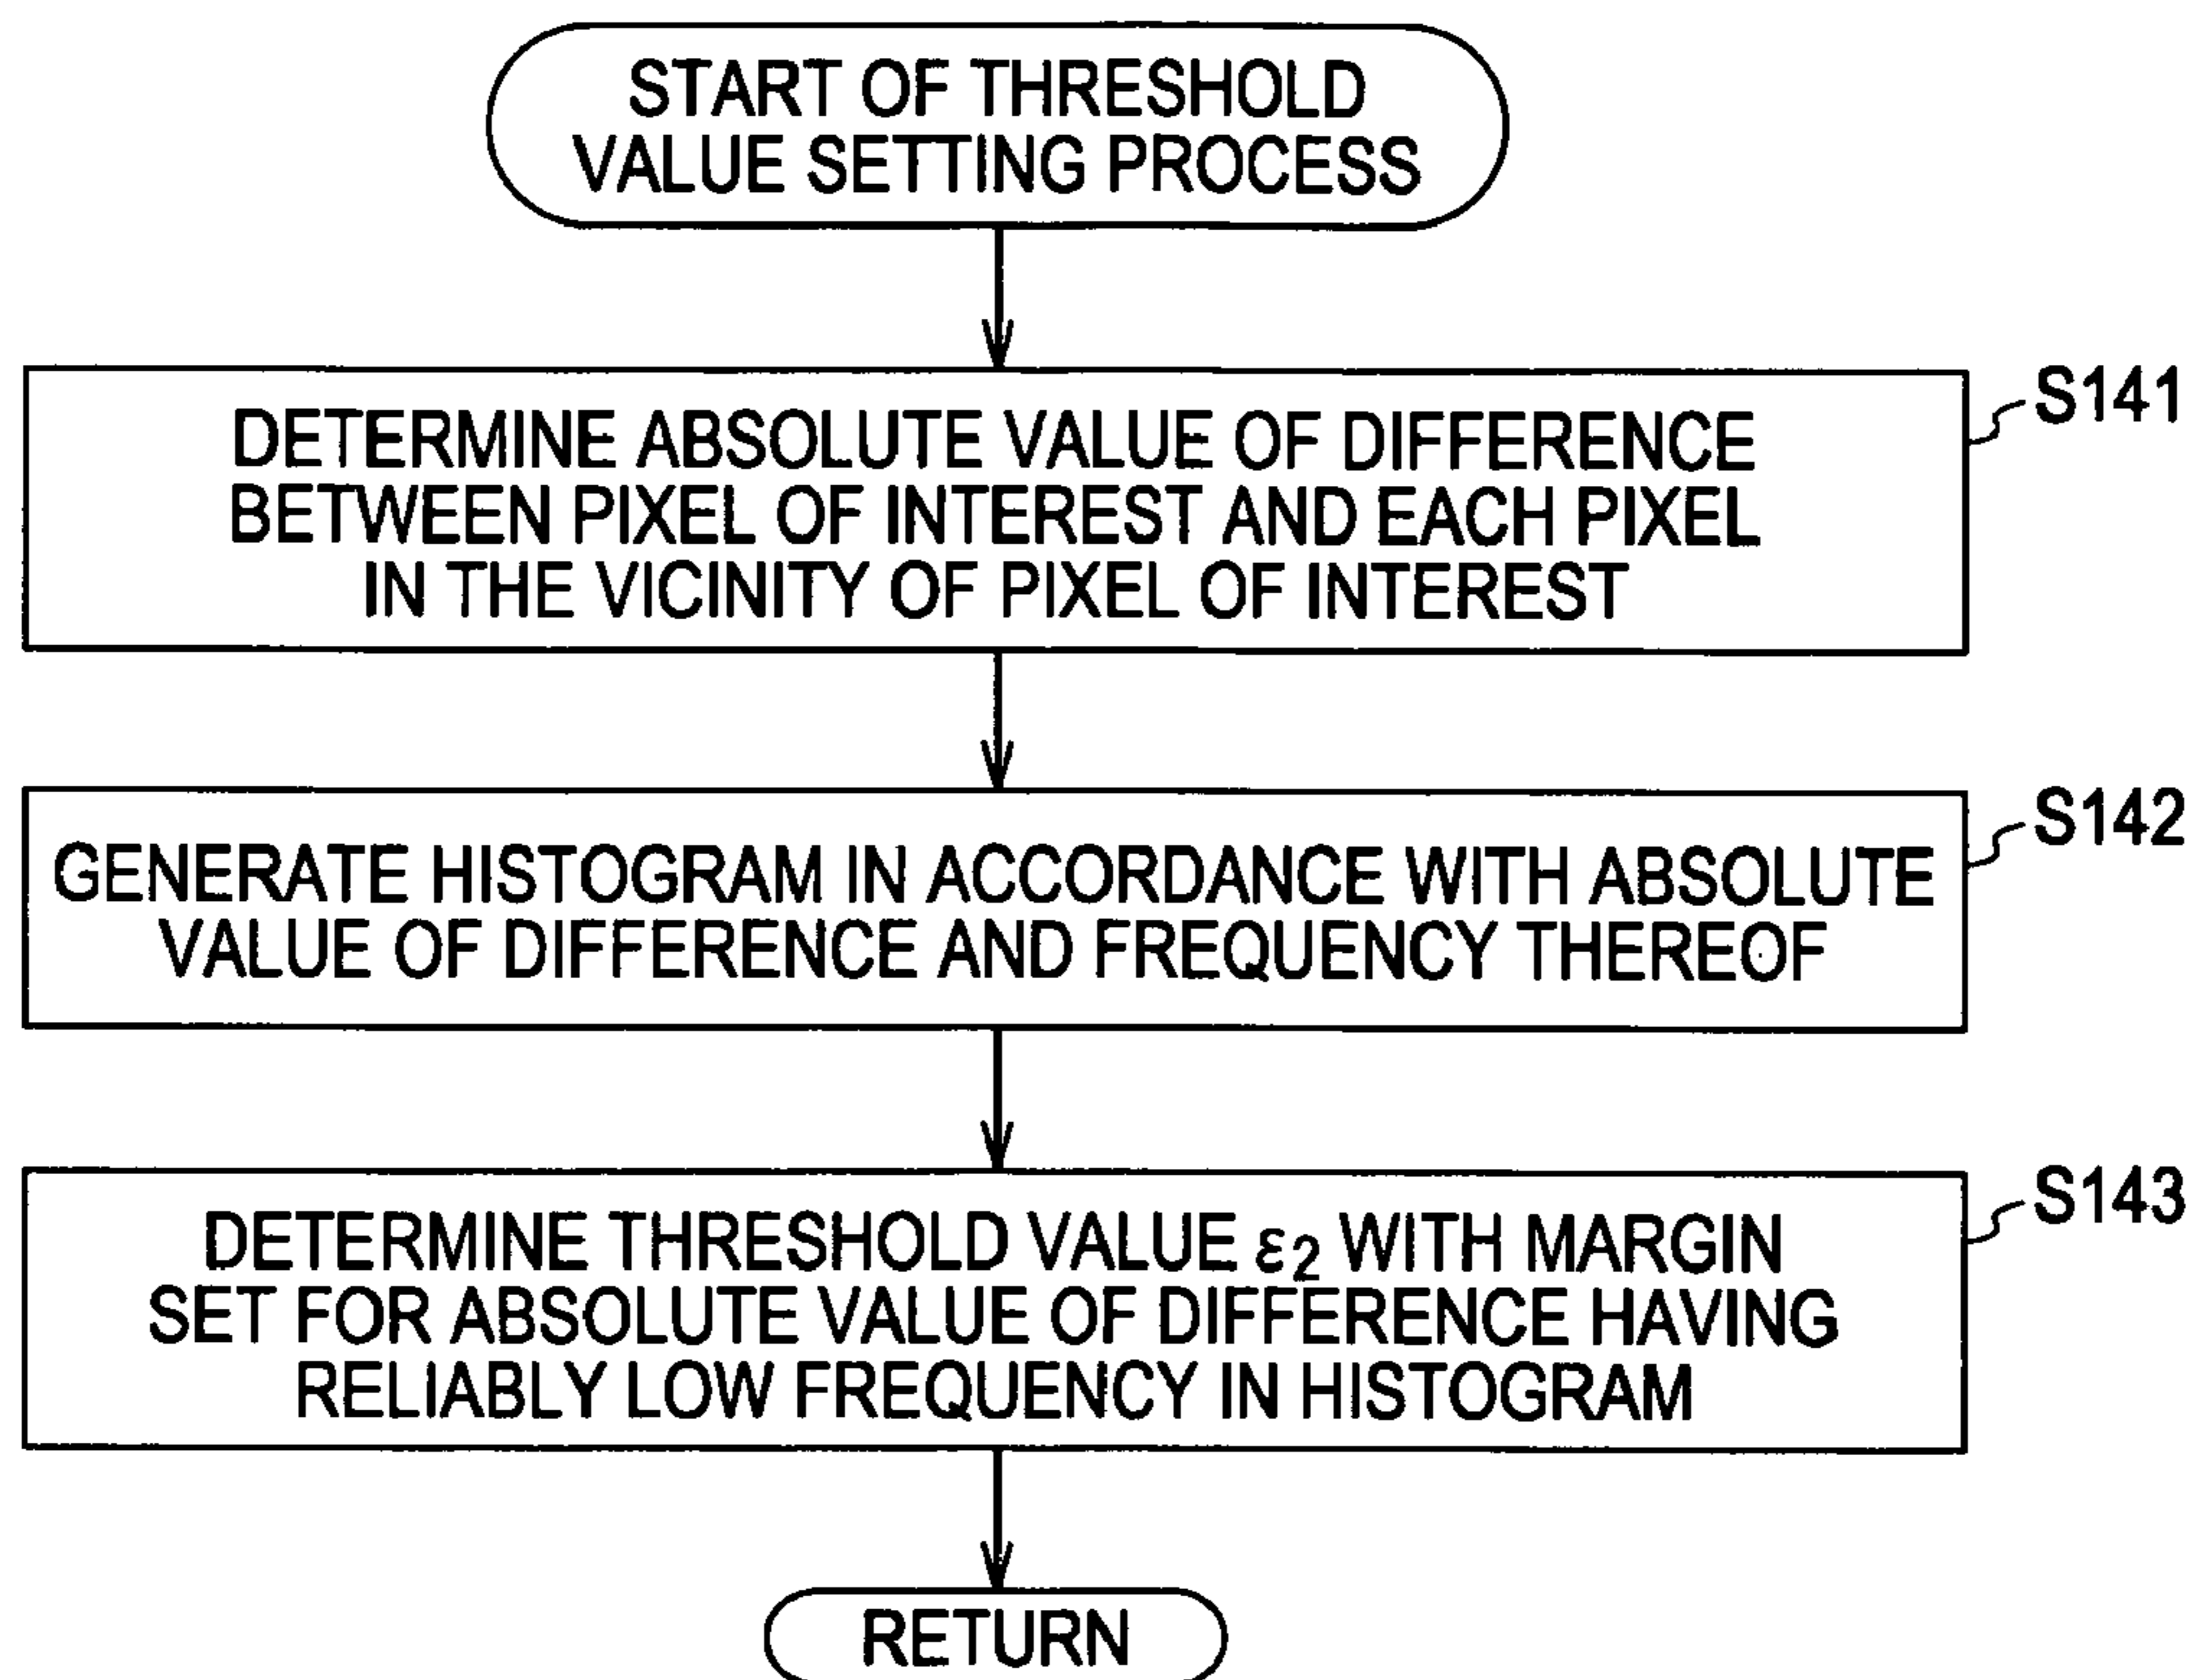 START OF THRESHOLD
VALUE SETTING PROCESS
S141
DETERMINE ABSOLUTE VALUE OF DIFFERENCE
BETWEEN PIXEL OF INTEREST AND EACH PIXEL
IN THE VICINITY OF PIXEL OF INTEREST
S142
GENERATE HISTOGRAM IN ACCORDANCE WITH ABSOLUTE
VALUE OF DIFFERENCE AND FREQUENCY THEREOF
S143
DETERMINE THRESHOLD VALUE ε2 WITH MARGIN
SET FOR ABSOLUTE VALUE OF DIFFERENCE HAVING
RELIABLY LOW FREQUENCY IN HISTOGRAM
RETURN